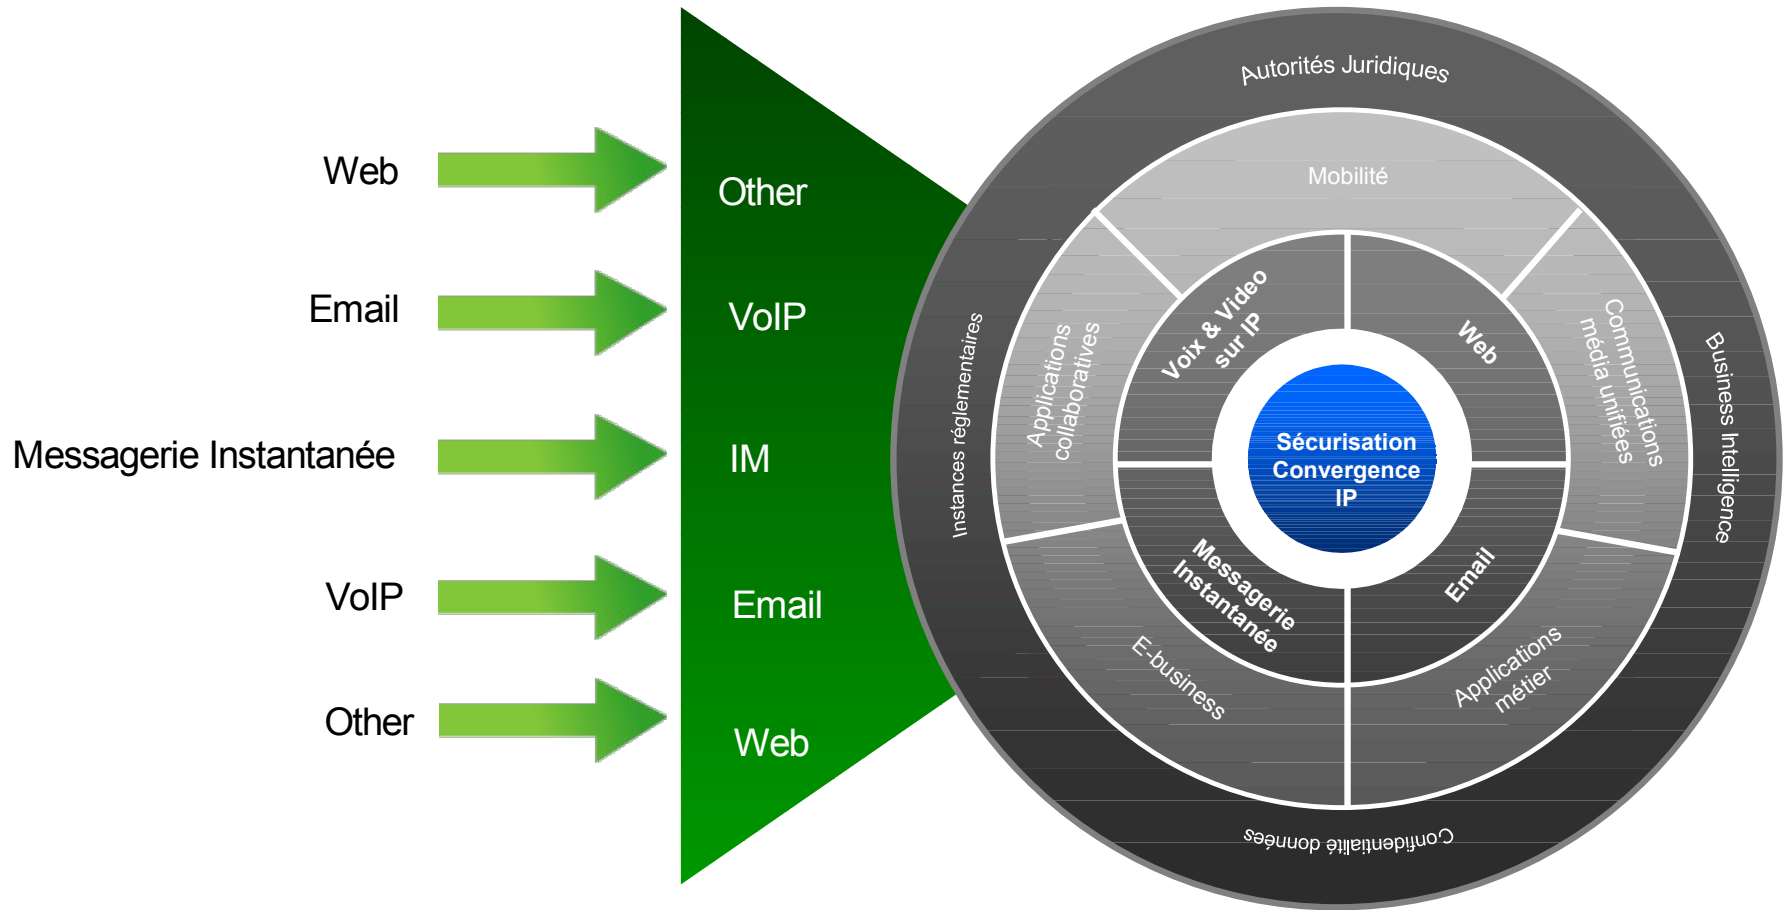 Web
Email
Messagerie Instantanée
VoIP
Other
Other
VoIP
IM
Email
Web
Autorités Juridiques
Instances réglementaires
Business Intelligence
Confidentialité données
Mobilité
Applications
collaboratives
Communications
média unifiées
E-business
Applications
métier
Voix & Video
sur IP
Web
Messagerie
Instantanée
Email
Sécurisation
Convergence
IP